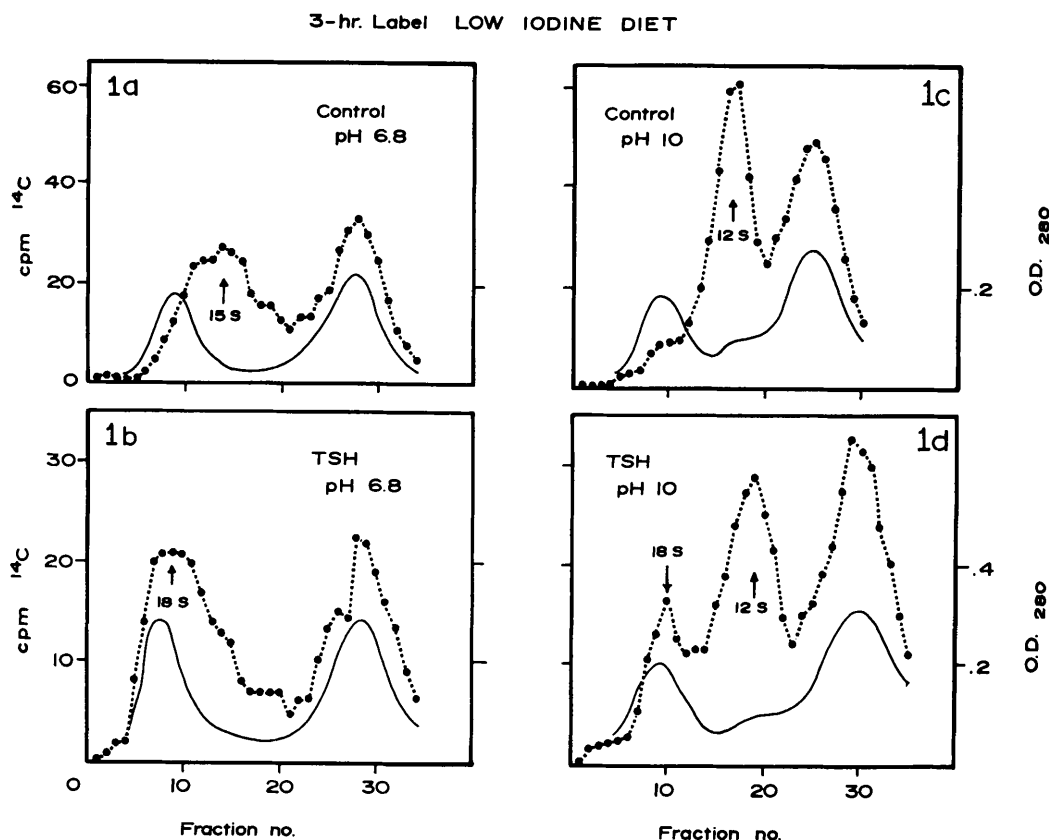 3-hr. Label LOW IODINE DIET
1a
Control
pH 6.8
60
40
20
0
cpm 14C
15 S
1c
Control
pH 10
12 S
.2
O.D. 280
1b
TSH
pH 6.8
30
20
10
0
cpm 14C
18 S
10
20
30
Fraction no.
1d
TSH
pH 10
18 S
12 S
.4
.2
O.D. 280
10
20
30
Fraction no.